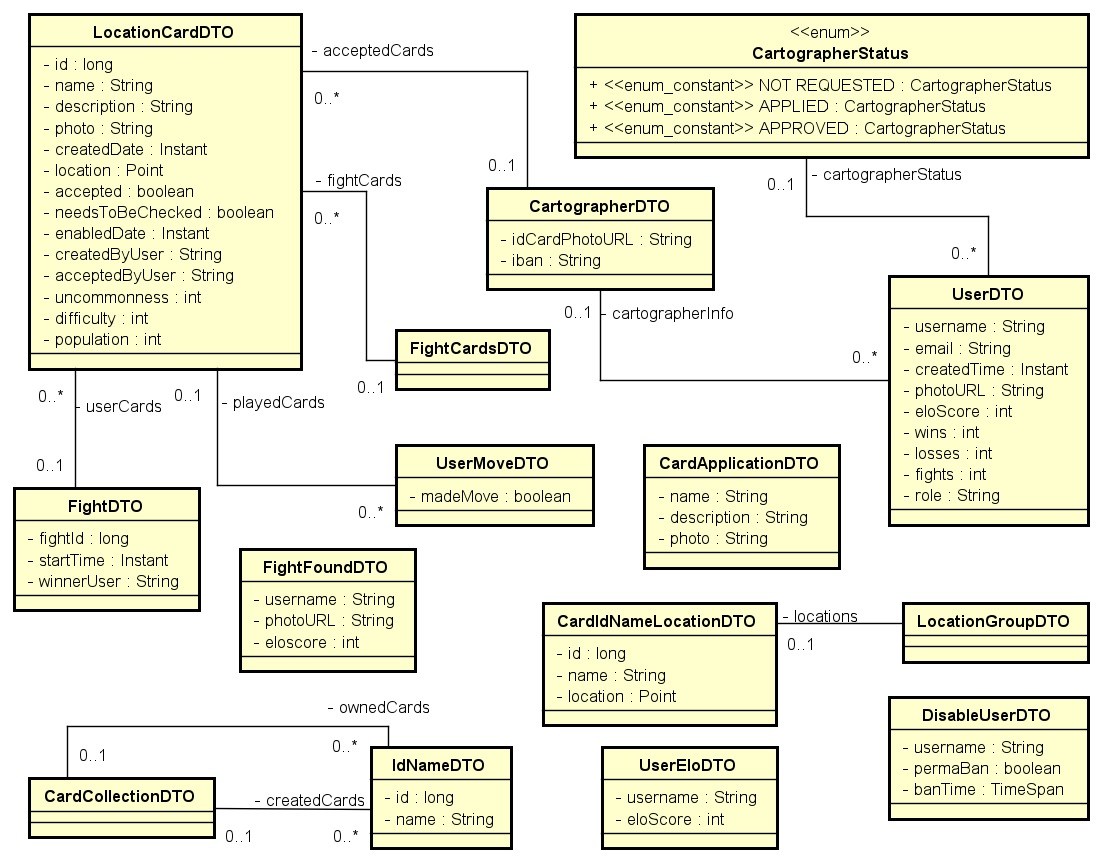 LocationCardDTO
- id : long
- name : String
- description : String
- photo : String
- createdDate : Instant
- location : Point
- accepted : boolean
- needsToBeChecked : boolean
- enabledDate : Instant
- createdByUser : String
- acceptedByUser : String
- uncommonness : int
- difficulty : int
- population : int
- acceptedCards
0..*
0..1
- fightCards
0..*
0..1
<<enum>>
CartographerStatus
+ <<enum_constant>> NOT REQUESTED : CartographerStatus
+ <<enum_constant>> APPLIED : CartographerStatus
+ <<enum_constant>> APPROVED : CartographerStatus
0..1
- cartographerStatus
0..*
CartographerDTO
- idCardPhotoURL : String
- iban : String
0..1
- cartographerInfo
0..*
UserDTO
- username : String
- email : String
- createdTime : Instant
- photoURL : String
- eloScore : int
- wins : int
- losses : int
- fights : int
- role : String
FightCardsDTO
0..*
- userCards
0..1
0..1
- playedCards
0..*
UserMoveDTO
- madeMove : boolean
CardApplicationDTO
- name : String
- description : String
- photo : String
FightDTO
- fightId : long
- startTime : Instant
- winnerUser : String
FightFoundDTO
- username : String
- photoURL : String
- eloscore : int
CardIdNameLocationDTO
- id : long
- name : String
- location : Point
- locations
0..1
LocationGroupDTO
DisableUserDTO
- username : String
- permaBan : boolean
- banTime : TimeSpan
- ownedCards
0..1
0..*
CardCollectionDTO
- createdCards
0..1
0..*
IdNameDTO
- id : long
- name : String
UserEloDTO
- username : String
- eloScore : int